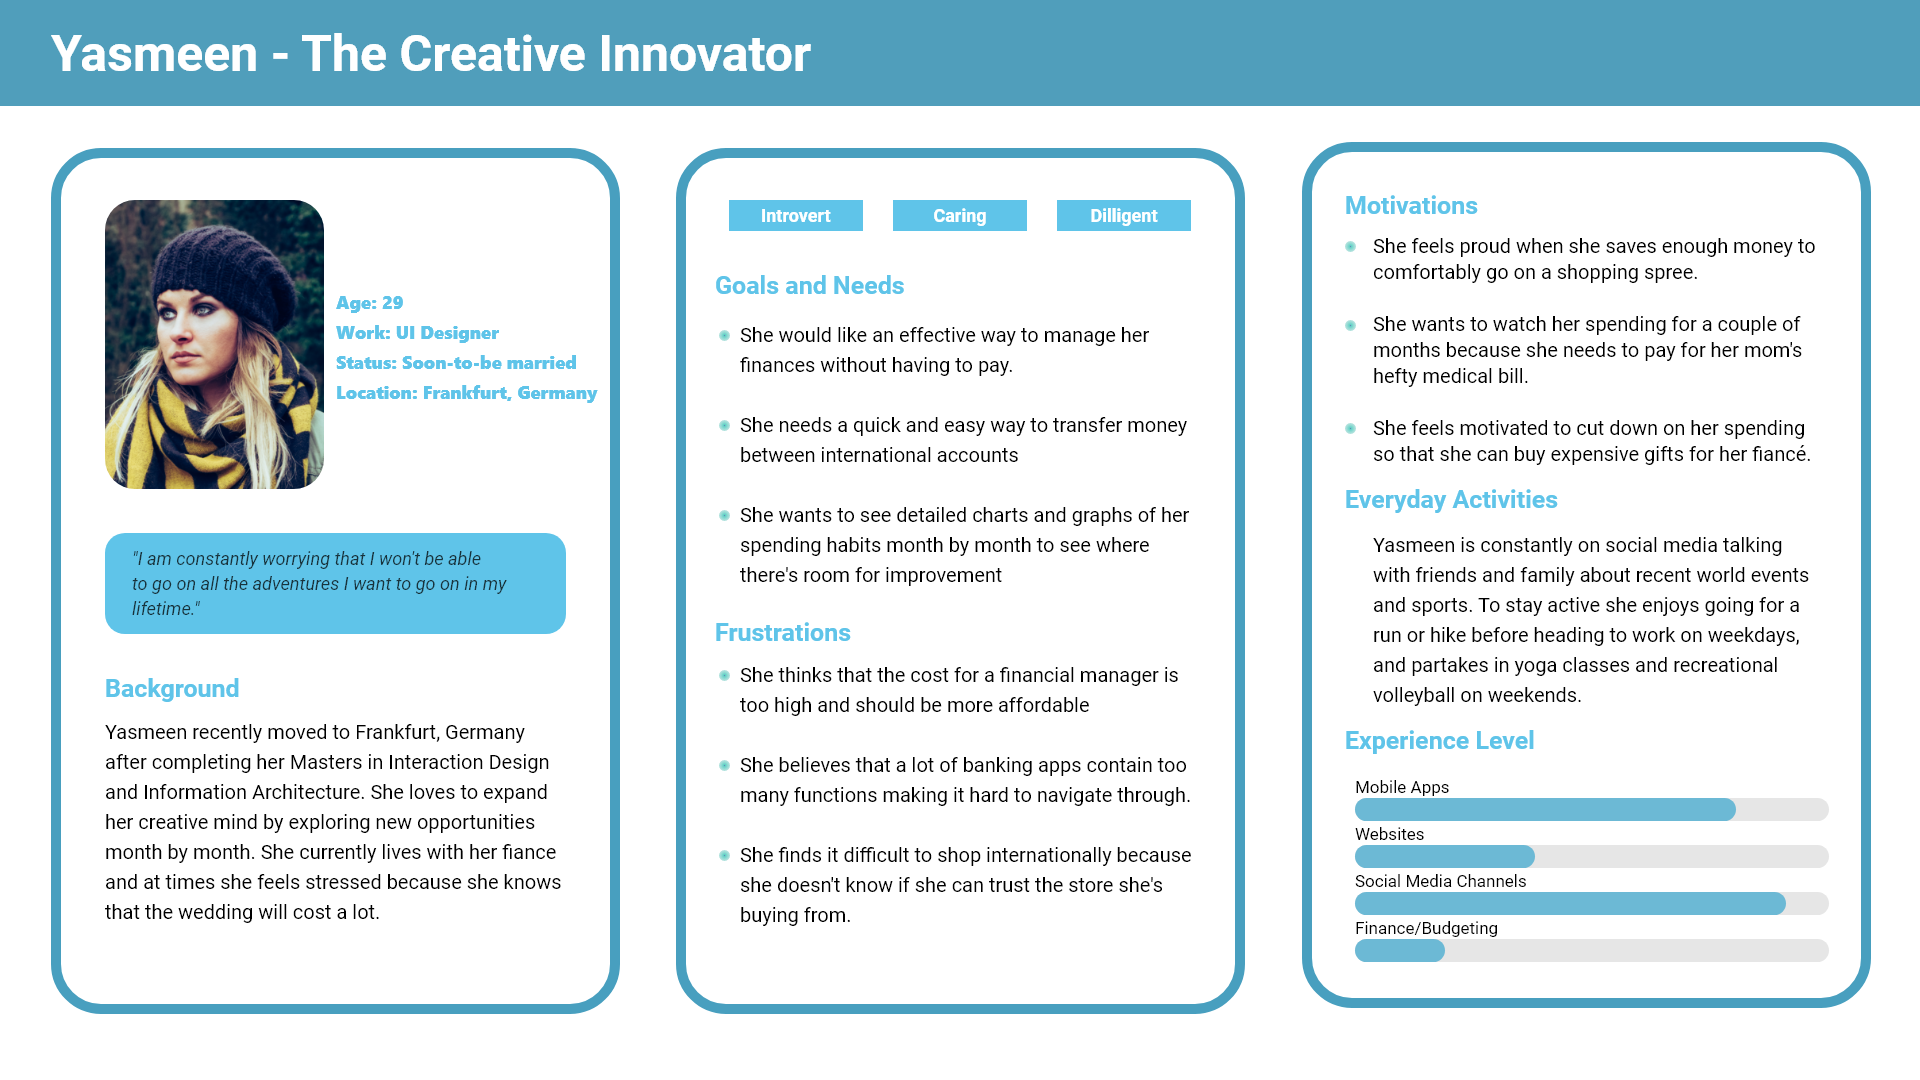 Yasmeen - The Creative Innovator
Age: 29
Work: UI Designer
Status: Soon-to-be married
Location: Frankfurt, Germany
"I am constantly worrying that I won't be able
to go on all the adventures I want to go on in my
lifetime."
Background
Yasmeen recently moved to Frankfurt, Germany
after completing her Masters in Interaction Design
and Information Architecture. She loves to expand
her creative mind by exploring new opportunities
month by month. She currently lives with her fiance
and at times she feels stressed because she knows
that the wedding will cost a lot.
Introvert
Caring
Dilligent
Goals and Needs
She would like an effective way to manage her
finances without having to pay.
She needs a quick and easy way to transfer money
between international accounts
She wants to see detailed charts and graphs of her
spending habits month by month to see where
there's room for improvement
Frustrations
She thinks that the cost for a financial manager is
too high and should be more affordable
She believes that a lot of banking apps contain too
many functions making it hard to navigate through.
She finds it difficult to shop internationally because
she doesn't know if she can trust the store she's
buying from.
Motivations
She feels proud when she saves enough money to
comfortably go on a shopping spree.
She wants to watch her spending for a couple of
months because she needs to pay for her mom's
hefty medical bill.
She feels motivated to cut down on her spending
so that she can buy expensive gifts for her fiancé.
Everyday Activities
Yasmeen is constantly on social media talking
with friends and family about recent world events
and sports. To stay active she enjoys going for a
run or hike before heading to work on weekdays,
and partakes in yoga classes and recreational
volleyball on weekends.
Experience Level
Mobile Apps
Websites
Social Media Channels
Finance/Budgeting